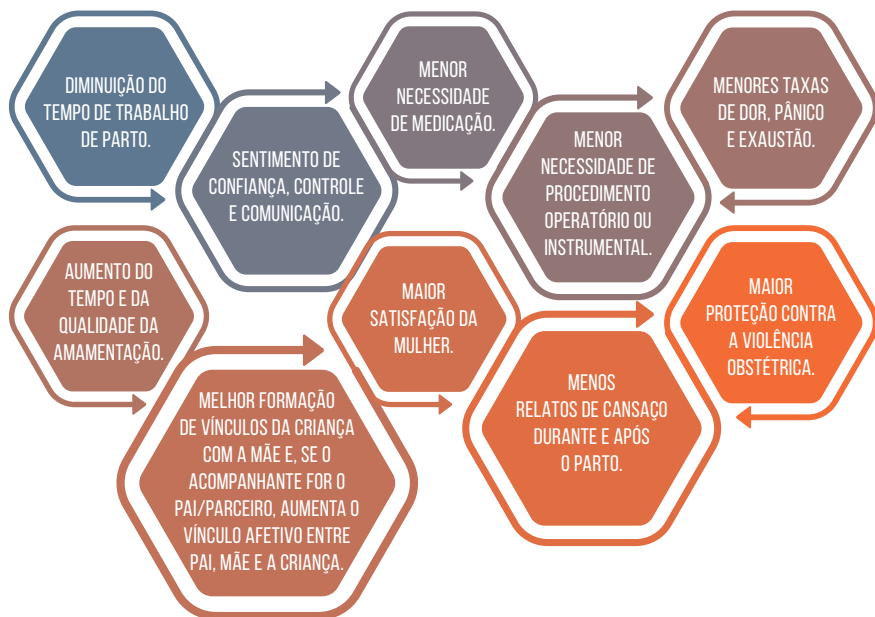 DIMINUIÇÃO DO
TEMPO DE TRABALHO
DE PARTO.
SENTIMENTO DE
CONFIANÇA, CONTROLE
E COMUNICAÇÃO.
MENOR
NECESSIDADE
DE MEDICAÇÃO.
MENOR
NECESSIDADE DE
PROCEDIMENTO
OPERATÓRIO OU
INSTRUMENTAL.
MENORES TAXAS
DE DOR, PÂNICO
E EXAUSTÃO.
AUMENTO DO
TEMPO E DA
QUALIDADE DA
AMAMENTAÇÃO.
MELHOR FORMAÇÃO
DE VÍNCULOS DA CRIANÇA
COM A MÃE E, SE O
ACOMPANHANTE FOR O
PAI/PARCEIRO, AUMENTA O
VÍNCULO AFETIVO ENTRE
PAI, MÃE E A CRIANÇA.
MAIOR
SATISFAÇÃO DA
MULHER.
MENOS
RELATOS DE CANSAÇO
DURANTE E APÓS
O PARTO.
MAIOR
PROTEÇÃO CONTRA
A VIOLÊNCIA
OBSTÉTRICA.